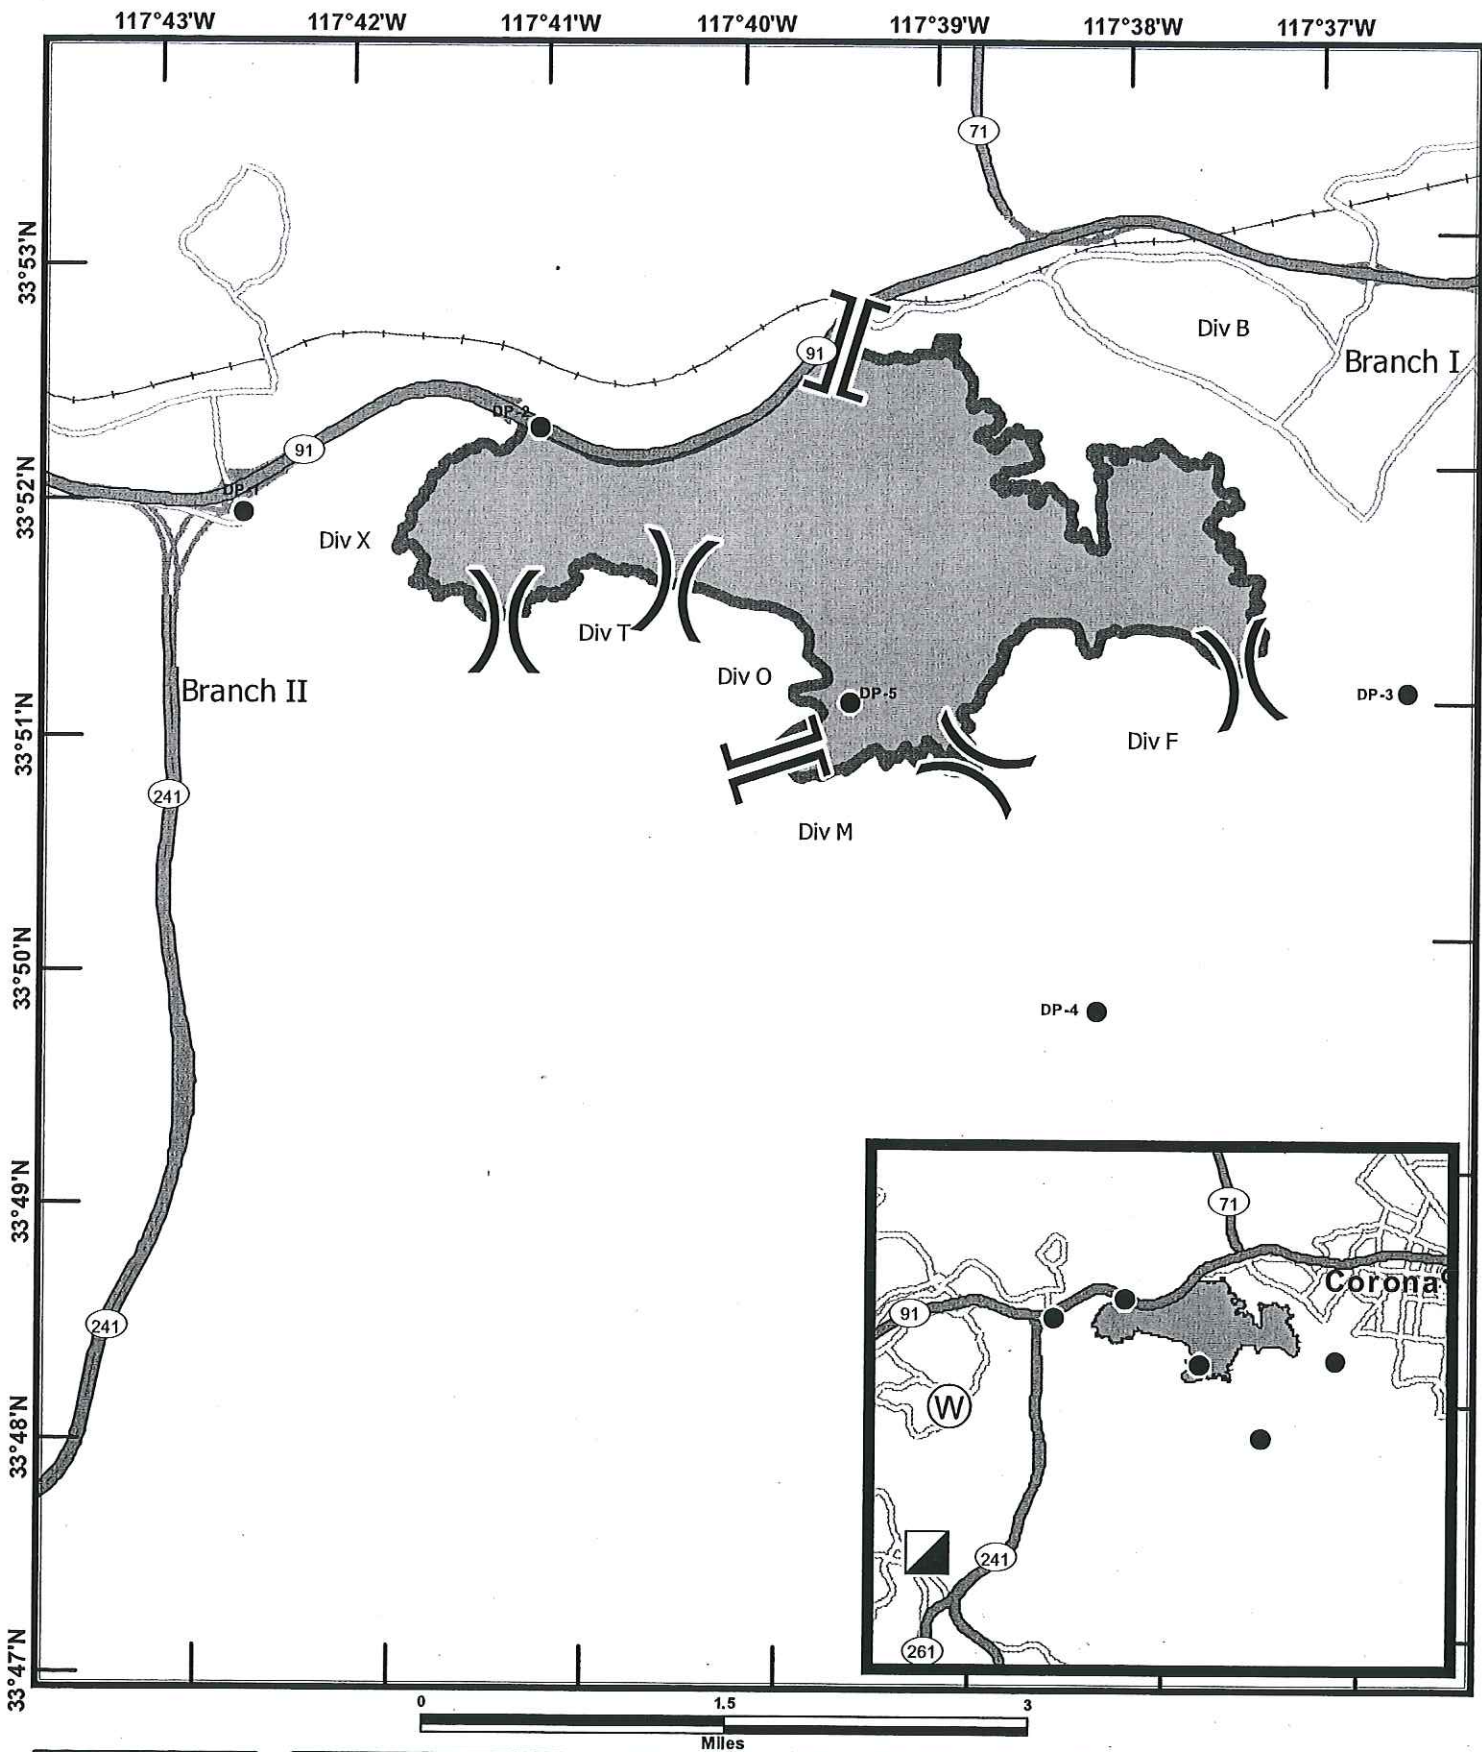 117°43'W 117°42'W 117°41'W 117°40'W 117°39'W 117°38'W 117°37'W
71
33°53'N
Div B
91
Branch I
DP-2
91
33°52'N
DP-1
Div X
Div T
Div O
Branch II
DP-5
DP-3
33°51'N
Div F
241
Div M
33°50'N
DP-4
33°49'N
71
Corona
91
241
W
33°48'N
241
261
33°47'N
0 1.5 3
Miles